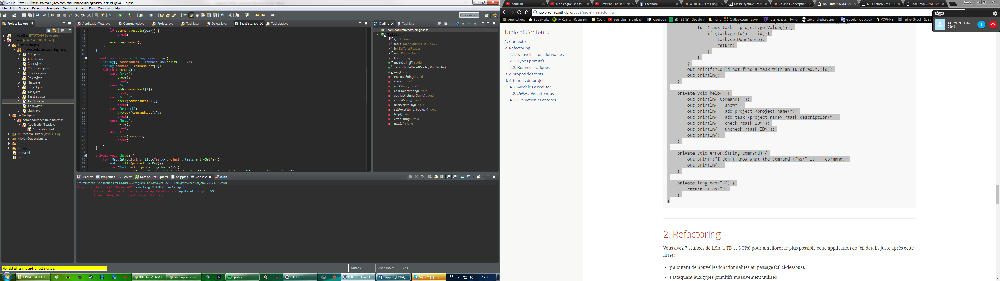 GitHub - Java EE - tasks/src/main/java/com/codurance/training/tasks/TaskLists.java - Eclipse
File Edit Source Refactor Navigate Search Project Run Window Help
Quick Access
Project Explorer
IHearISay [PTUT2016 Developer]
> tasks [CPOA-PROJECT Test]
> src/main/java
> com.codurance.training.tasks
Add.java
Attach.java
Check.java
Command.java
Deadline.java
Delete.java
Help.java
Project.java
Task.java
TaskList.java
TaskLists.java
Today.java
view.java
src/test/java
com.codurance.training.tasks
ApplicationTest.java
ApplicationTest
JRE System Library [JavaSE-1.8]
Maven Dependencies
> src
> target
pom.xml
run
ApplicationTest.java Command.java Project.java Task.java Delete.java TaskLists.java TaskList.java
43 if (command.equals(QUIT)) {
44 break;
45 }
46 execute(command);
47 }
48 }
49
50 private void execute(String commandLine) {
51 String[] commandRest = commandLine.split(" ", 2);
52 String command = commandRest[0];
53 switch (command) {
54 case "show":
55 show();
56 break;
57 case "add":
58 add(commandRest[1]);
59 break;
60 case "check":
61 check(commandRest[1]);
62 break;
63 case "uncheck":
64 uncheck(commandRest[1]);
65 break;
66 case "help":
67 help();
68 break;
69 default:
70 error(command);
71 break;
72 }
73 }
74
75 private void show() {
76 for (Map.Entry<String, List<Task>> project : tasks.entrySet()) {
77 out.println(project.getKey());
78 for (Task task : project.getValue()) {
Outline Task List
com.codurance.training.tasks
TaskLists
QUIT : String
tasks : Map<String, List<Task>>
in : BufferedReader
out : PrintWriter
lastId : long
main(String[]) : void
TaskLists(BufferedReader, PrintWriter)
run() : void
execute(String) : void
show() : void
add(String) : void
addProject(String) : void
addTask(String, String) : void
check(String) : void
uncheck(String) : void
setDone(String, boolean) : void
help() : void
error(String) : void
nextId() : long
Markers Properties Servers Data Source Explorer Snippets Console JUnit
<terminated> ApplicationTest [JUnit] C:\Program Files\Java\jre1.8.0_91\bin\javaw.exe (20 janv. 2017 à 18:25:01)
Exception in thread "Thread-0" java.lang.NullPointerException
at com.codurance.training.tasks.Application.run(Application.java:59)
at java.lang.Thread.run(Unknown Source)
No related tests found for last change.
Writable Smart Insert 2 : 1
CPOA-PROJECT DUT-Info/S3/M3... outil open-sourc... Spotify GitHub GitHub - Java EE... Rapport_CPOA_... Skype™ [1] - gu... FR 19:38
YouTube On s'engueule pas - Best Popular Hard Facebook WEBETUD2: Ma page Classe syntaxe Schém Course : Conception DUT-Info/S3/M3105 DUT-Info/S3/M3105 DUT-Info/S3/M3105 Ikea's
iut-blagnac.github.io/cpoa/projet#_refactoring
Applications Bookmarks Reality - Radio Edit Cours YouTube - Broadcast Facebook EDT S1-S3 - Google S Piano Outlook.com - guyom Tous les jeux - Twitch Zone Telechargement Google Traduction VOVF.NET Tokyo Ghoul – Saison
skype
CLÉMENT LO...
22:48
Table of Contents
1. Contexte
2. Refactoring
2.1. Nouvelles fonctionnalités
2.2. Types primitifs
2.3. Bonnes pratiques
3. À propos des tests
4. Attendus du projet
4.1. Modèles à réaliser
4.2. Delivrables attendus
4.3. Evaluation et critères
for (Task task : project.getValue()) {
if (task.getId() == id) {
task.setDone(done);
return;
}
}
}
out.printf("Could not find a task with an ID of %d.", id);
out.println();
}
private void help() {
out.println("Commands:");
out.println("  show");
out.println("  add project <project name>");
out.println("  add task <project name> <task description>");
out.println("  check <task ID>");
out.println("  uncheck <task ID>");
out.println();
}
private void error(String command) {
out.printf("I don't know what the command \"%s\" is.", command);
out.println();
}
private long nextId() {
return ++lastId;
}
}
2. Refactoring
Vous avez 7 séances de 1,5h (1 TD et 6 TPs) pour améliorer le plus possible cette application en (cf. détails juste après cette
liste) :
• y ajoutant de nouvelles fonctionnalités au passage (cf. ci-dessous).
• s'attaquant aux types primitifs massivement utilisés